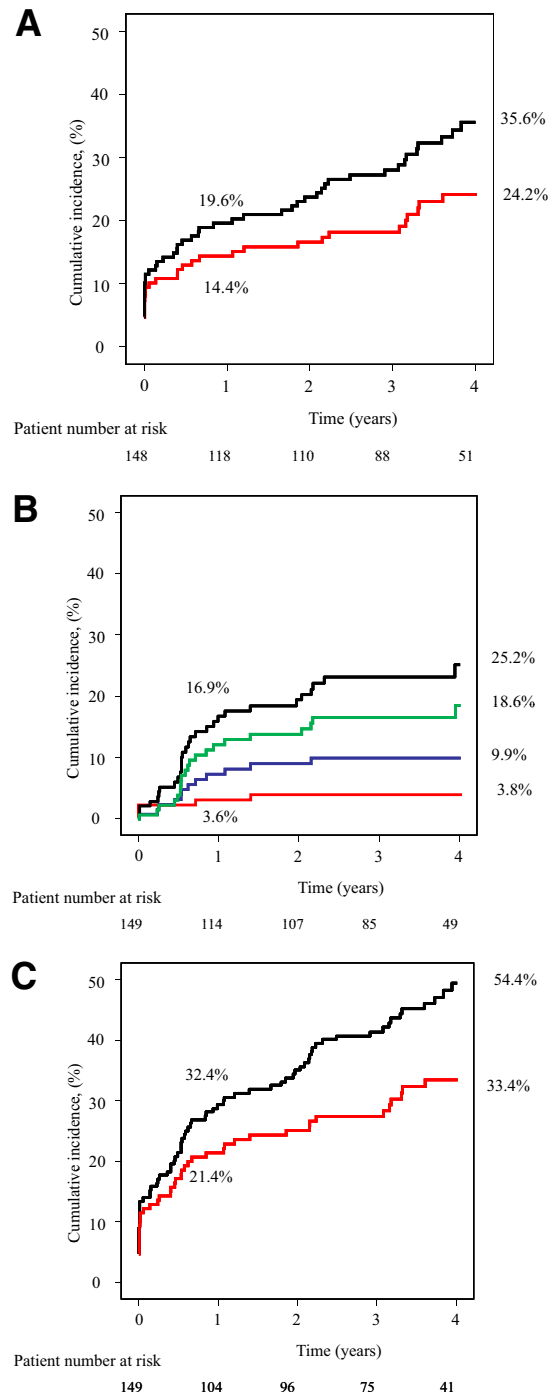 A
50
40
30
20
10
0
Cumulative incidence, (%)
35.6%
24.2%
19.6%
14.4%
0 1 2 3 4
Time (years)
Patient number at risk
148 118 110 88 51
B
50
40
30
20
10
0
Cumulative incidence, (%)
25.2%
18.6%
9.9%
3.8%
16.9%
3.6%
0 1 2 3 4
Time (years)
Patient number at risk
149 114 107 85 49
C
50
40
30
20
10
0
Cumulative incidence, (%)
54.4%
33.4%
32.4%
21.4%
0 1 2 3 4
Time (years)
Patient number at risk
149 104 96 75 41